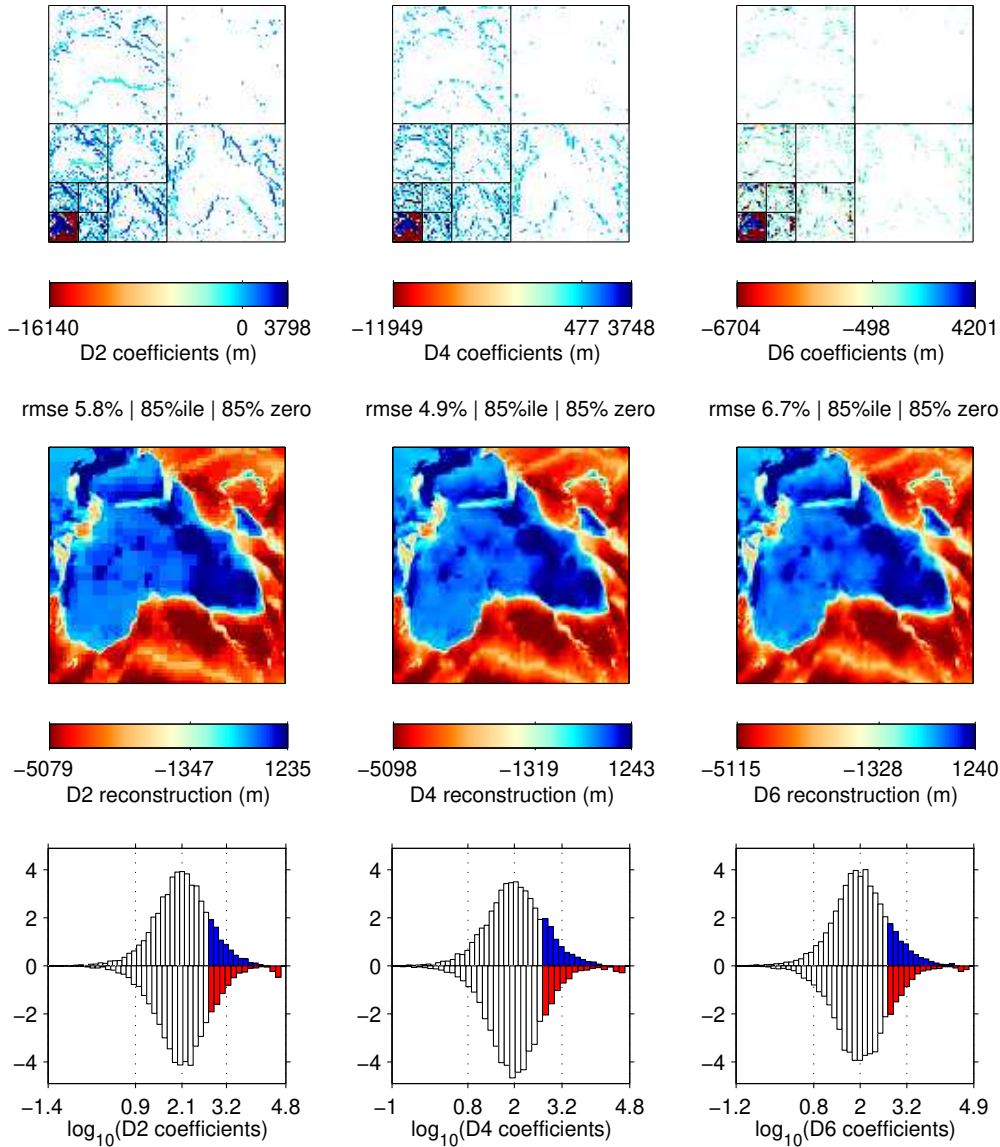 −16140 0 3798
D2 coefficients (m)
−11949 477 3748
D4 coefficients (m)
−6704 −498 4201
D6 coefficients (m)
rmse 5.8% | 85%ile | 85% zero
rmse 4.9% | 85%ile | 85% zero
rmse 6.7% | 85%ile | 85% zero
−5079 −1347 1235
D2 reconstruction (m)
−5098 −1319 1243
D4 reconstruction (m)
−5115 −1328 1240
D6 reconstruction (m)
4
2
0
−2
−4
−1.4 0.9 2.1 3.2 4.8
log10(D2 coefficients)
4
2
0
−2
−4
−1 0.8 2 3.2 4.8
log10(D4 coefficients)
4
2
0
−2
−4
−1.2 0.8 2 3.2 4.8
log10(D6 coefficients)